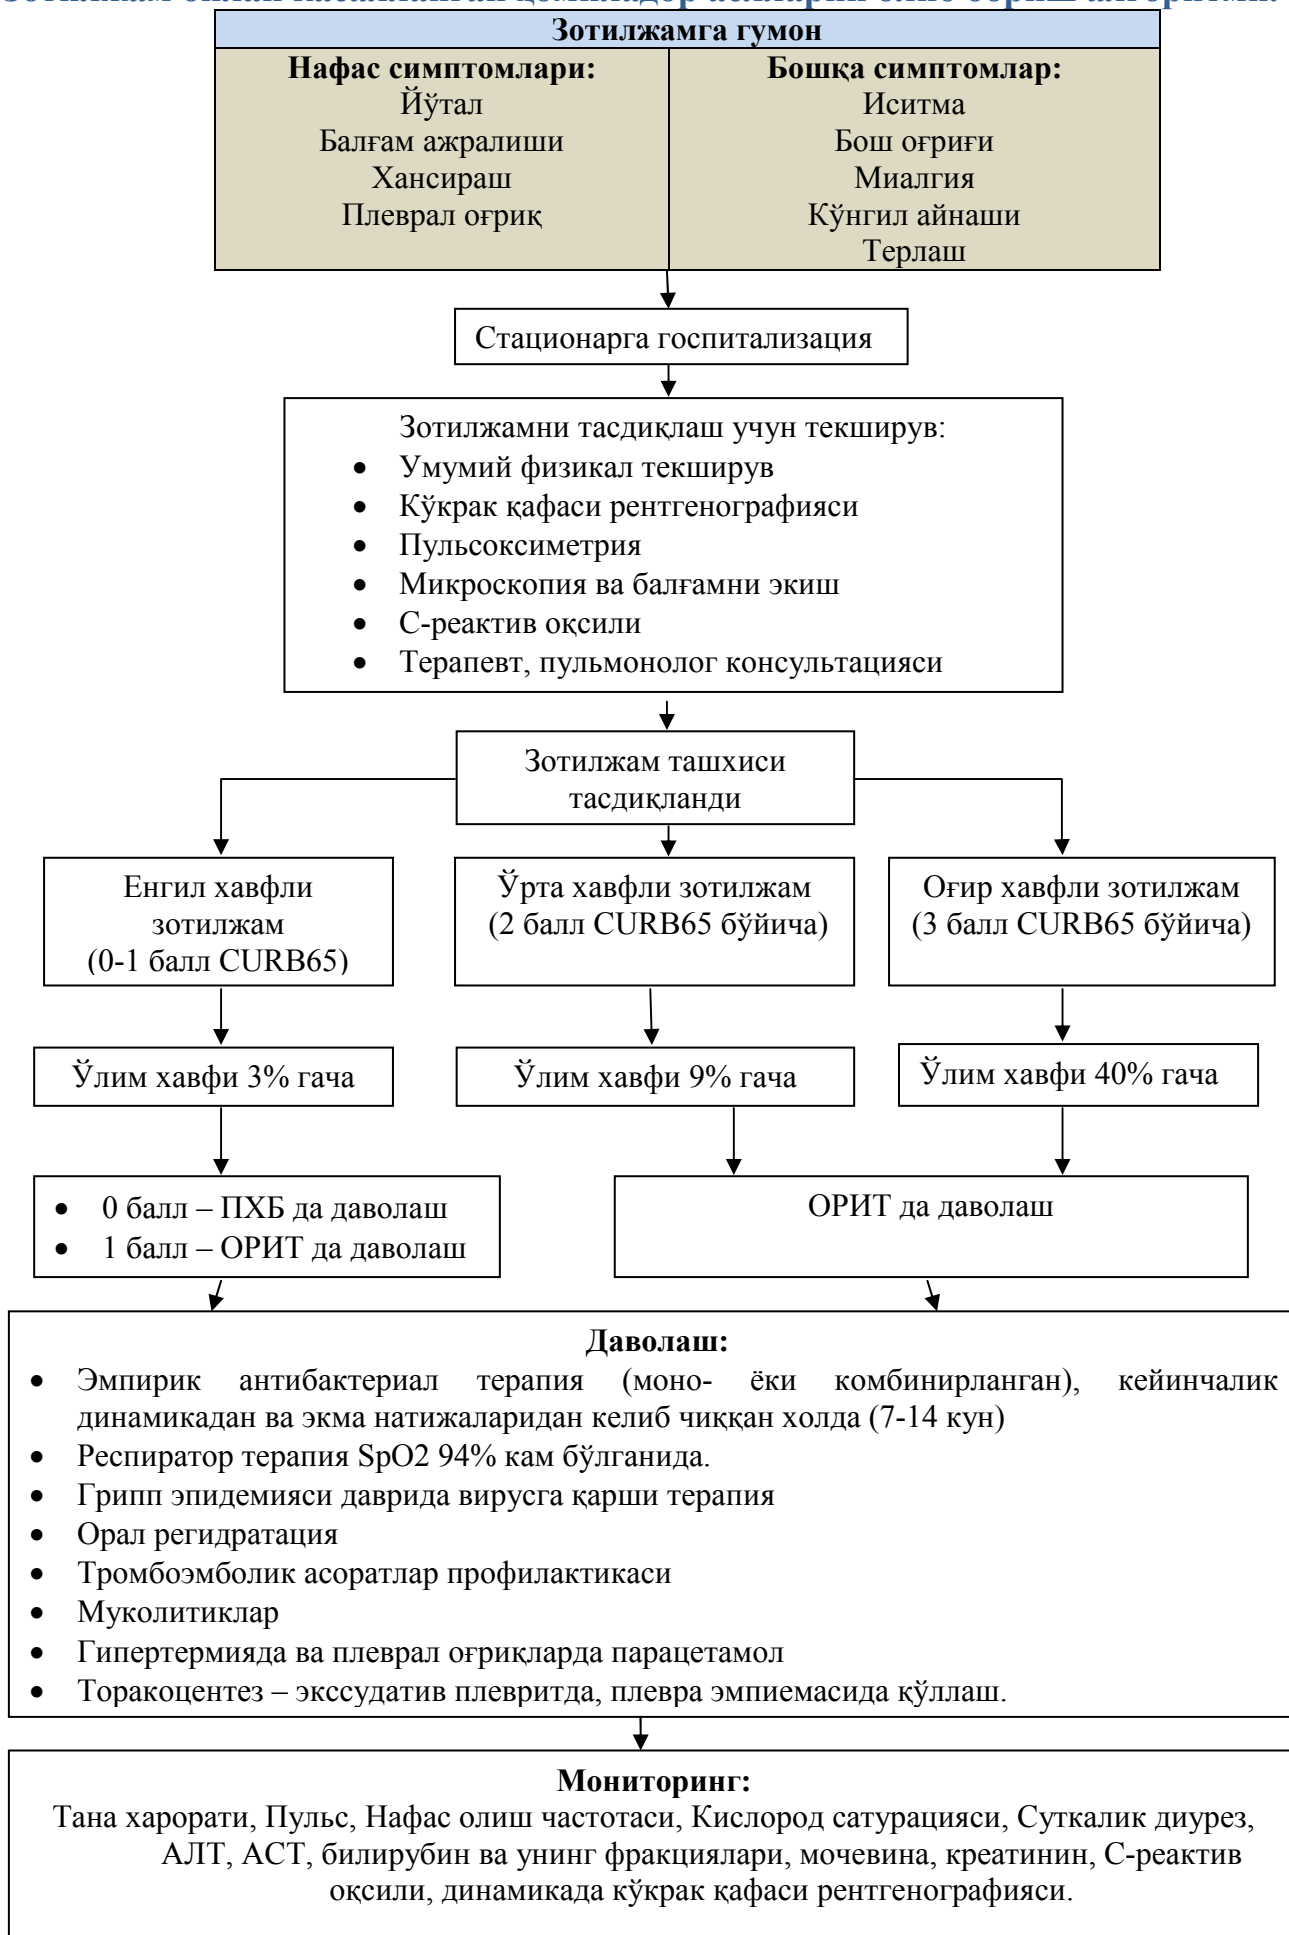 Зотилжамга гумон
Нафас симптомлари:
Йўтал
Балғам ажралиши
Хансираш
Плеврал оғриқ
Бошқа симптомлар:
Иситма
Бош оғриғи
Миалгия
Кўнгил айнаши
Терлаш
Стационарга госпитализация
Зотилжамни тасдиқлаш учун текширув:
• Умумий физикал текширув
• Кўкрак қафаси рентгенографияси
• Пульсоксиметрия
• Микроскопия ва балғамни экиш
• С-реактив оқсили
• Терапевт, пульмонолог консультацияси
Зотилжам ташхиси
тасдиқланди
Енгил хавфли
зотилжам
(0-1 балл CURB65)
Ўрта хавфли зотилжам
(2 балл CURB65 бўйича)
Оғир хавфли зотилжам
(3 балл CURB65 бўйича)
Ўлим хавфи 3% гача
Ўлим хавфи 9% гача
Ўлим хавфи 40% гача
• 0 балл – ПХБ да даволаш
• 1 балл – ОРИТ да даволаш
ОРИТ да даволаш
Даволаш:
• Эмпирик антибактериал терапия (моно- ёки комбинирланган), кейинчалик
динамикадан ва экма натижаларидан келиб чиққан холда (7-14 кун)
• Респиратор терапия SpO2 94% кам бўлганида.
• Грипп эпидемияси даврида вирусга қарши терапия
• Орал регидратация
• Тромбоэмболик асоратлар профилактикаси
• Муколитиклар
• Гипертермияда ва плеврал оғриқларда парацетамол
• Торакоцентез – экссудатив плевритда, плевра эмпиемасида қўллаш.
Мониторинг:
Тана харорати, Пульс, Нафас олиш частотаси, Кислород сатурацияси, Суткалик диурез,
АЛТ, АСТ, билирубин ва унинг фракциялари, мочевина, креатинин, С-реактив
оқсили, динамикада кўкрак қафаси рентгенографияси.